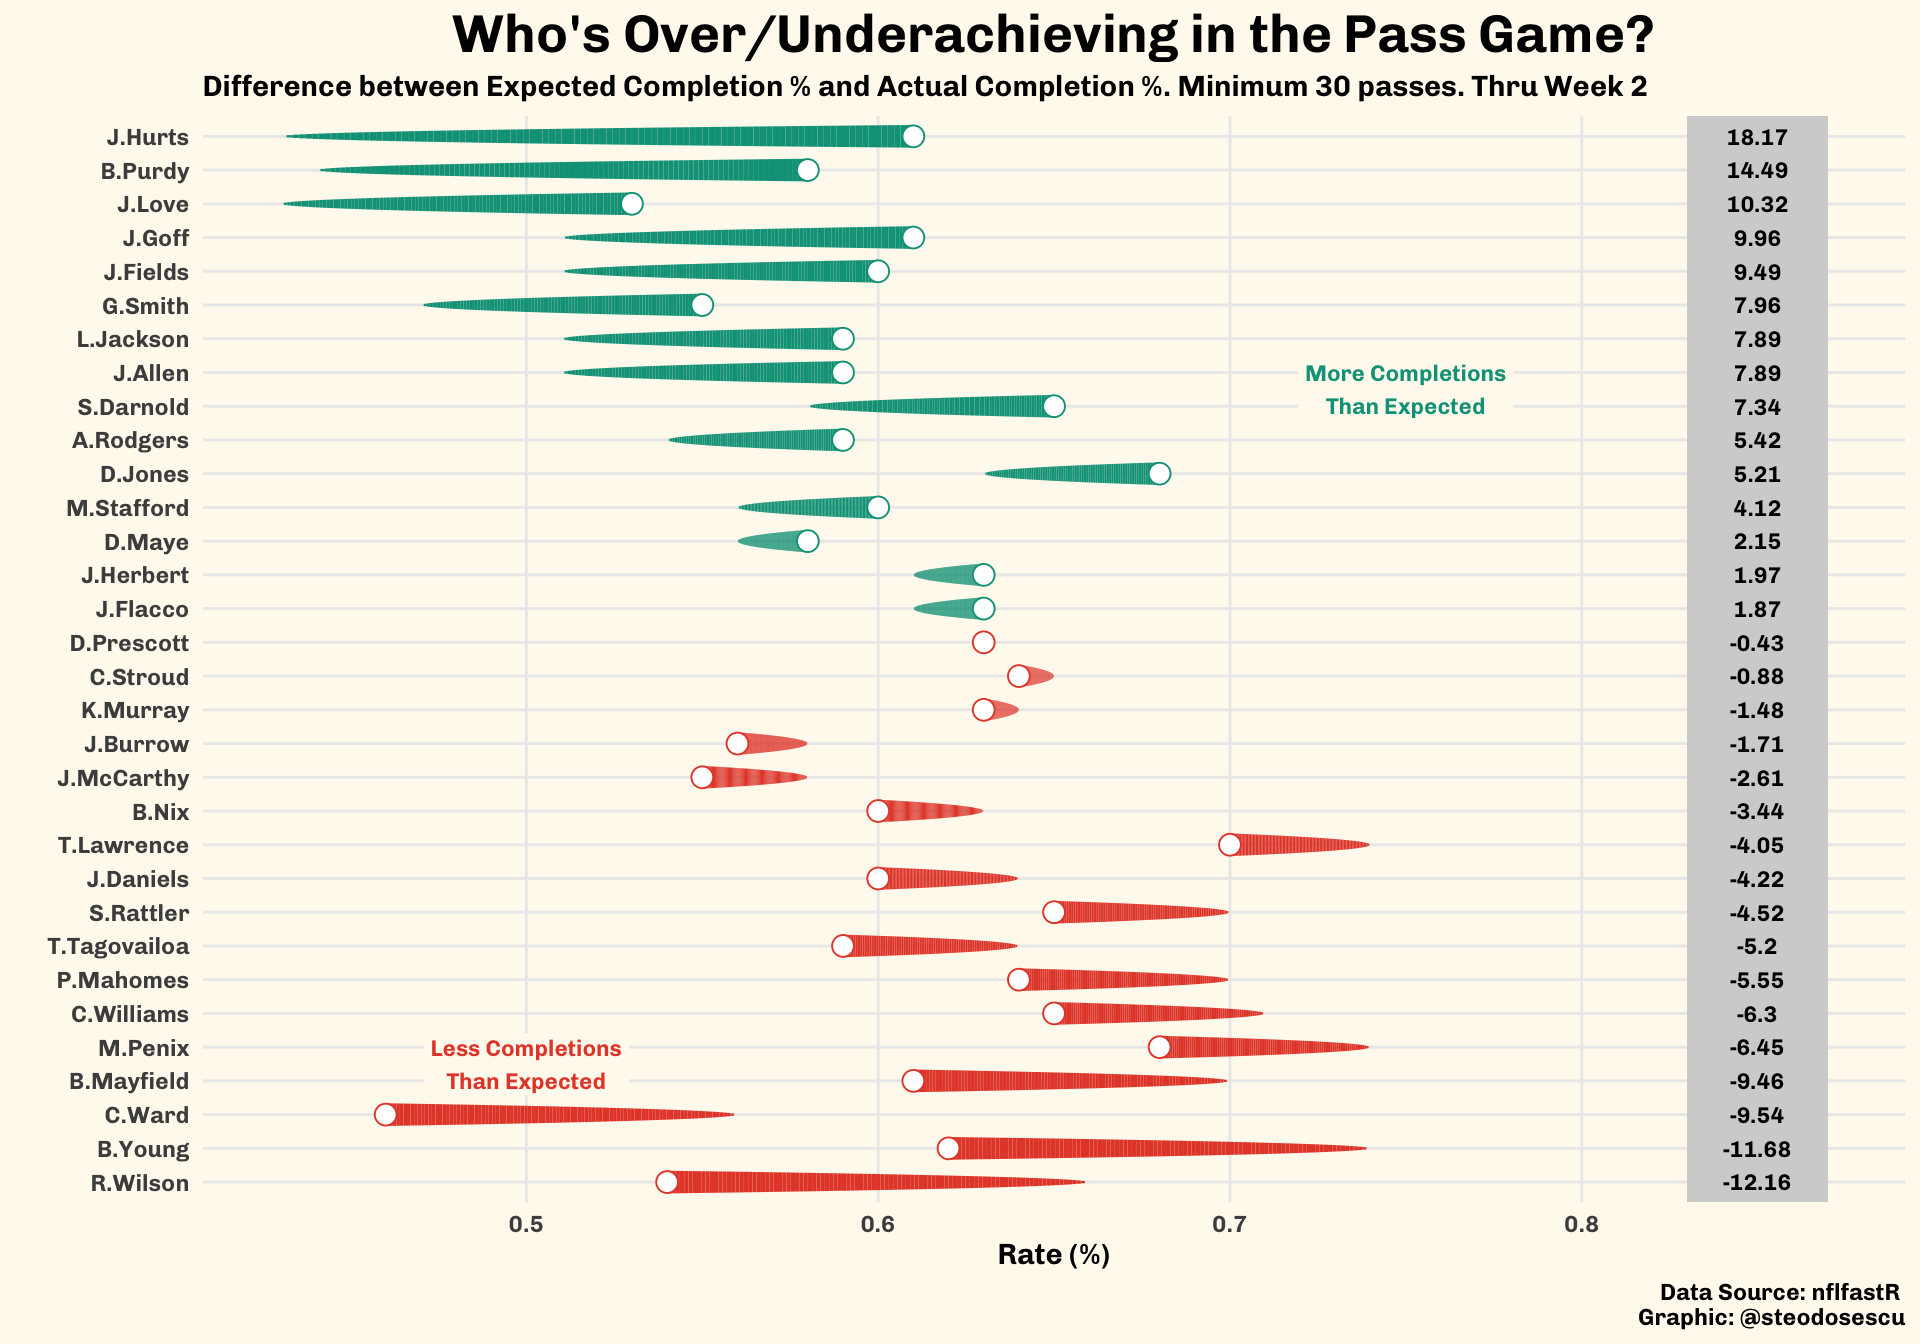 Who's Over/Underachieving in the Pass Game?
Difference between Expected Completion % and Actual Completion %. Minimum 30 passes. Thru Week 2
J.Hurts 18.17
B.Purdy 14.49
J.Love 10.32
J.Goff 9.96
J.Fields 9.49
G.Smith 7.96
L.Jackson 7.89
J.Allen More Completions 7.89
S.Darnold Than Expected 7.34
A.Rodgers 5.42
D.Jones 5.21
M.Stafford 4.12
D.Maye 2.15
J.Herbert 1.97
J.Flacco 1.87
D.Prescott -0.43
C.Stroud -0.88
K.Murray -1.48
J.Burrow -1.71
J.McCarthy -2.61
B.Nix -3.44
T.Lawrence -4.05
J.Daniels -4.22
S.Rattler -4.52
T.Tagovailoa -5.2
P.Mahomes -5.55
C.Williams -6.3
M.Penix Less Completions -6.45
B.Mayfield Than Expected -9.46
C.Ward -9.54
B.Young -11.68
R.Wilson -12.16
0.5 0.6 0.7 0.8
Rate (%)
Data Source: nflfastR
Graphic: @steodosescu